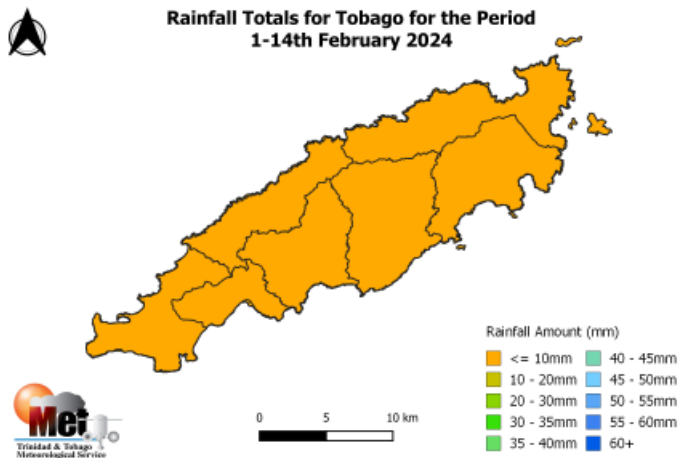 Rainfall Totals for Tobago for the Period
1-14th February 2024
Rainfall Amount (mm)
<= 10mm
10 - 20mm
20 - 30mm
30 - 35mm
35 - 40mm
40 - 45mm
45 - 50mm
50 - 55mm
55 - 60mm
60+
0 5 10 km
Met
Trinidad & Tobago
Meteorological Service